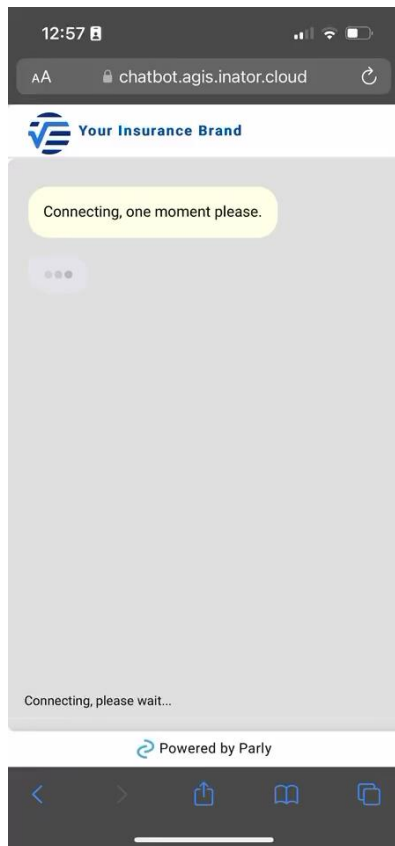 12:57
AA chatbot.agis.inator.cloud
Your Insurance Brand
Connecting, one moment please.
Connecting, please wait...
Powered by Parly